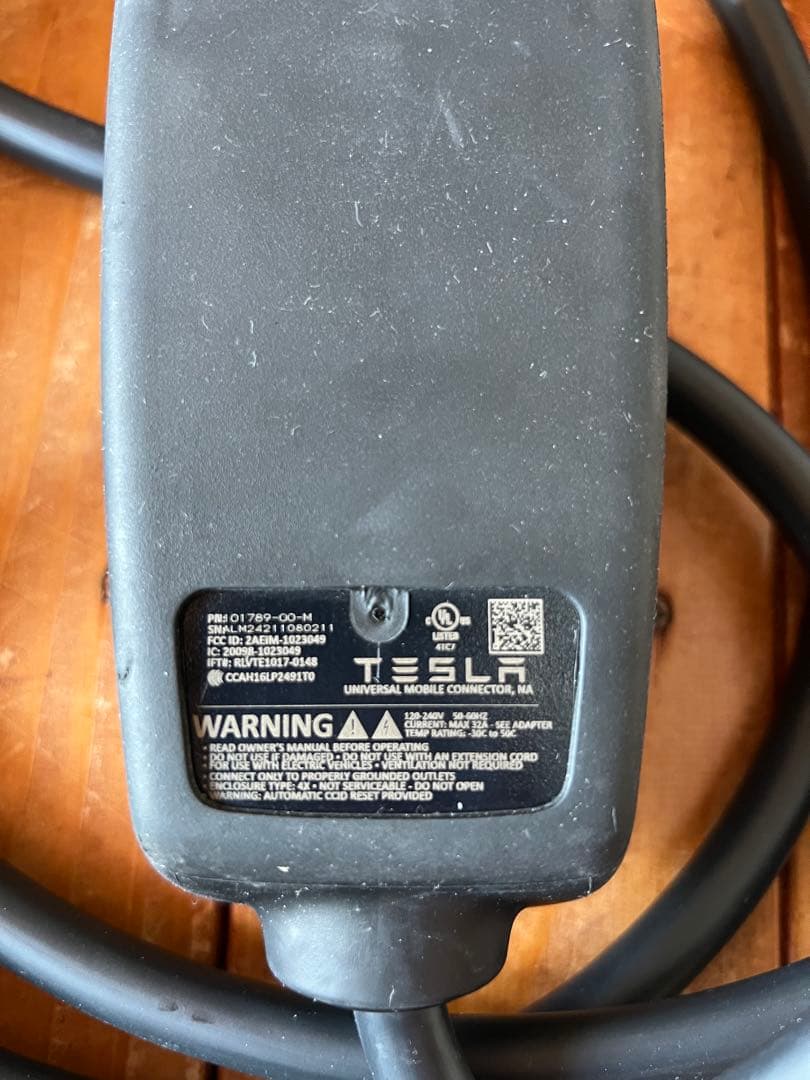 PN:101789-00-M
SN:ALM24211080211
FCC ID: 2AEIM-1023049
IC: 20098-1023049
IFT#: RLVTE1017-0148
CCAH16LP2491T0
c UL us
LISTED
41C7
TESLA
UNIVERSAL MOBILE CONNECTOR, NA
WARNING
120-240V 50-60HZ
CURRENT: MAX 32A - SEE ADAPTER
TEMP RATING: -30C to 50C
• READ OWNER'S MANUAL BEFORE OPERATING
• DO NOT USE IF DAMAGED • DO NOT USE WITH AN EXTENSION CORD
• FOR USE WITH ELECTRIC VEHICLES • VENTILATION NOT REQUIRED
• CONNECT ONLY TO PROPERLY GROUNDED OUTLETS
ENCLOSURE TYPE: 4X • NOT SERVICEABLE - DO NOT OPEN
WARNING: AUTOMATIC CCID RESET PROVIDED